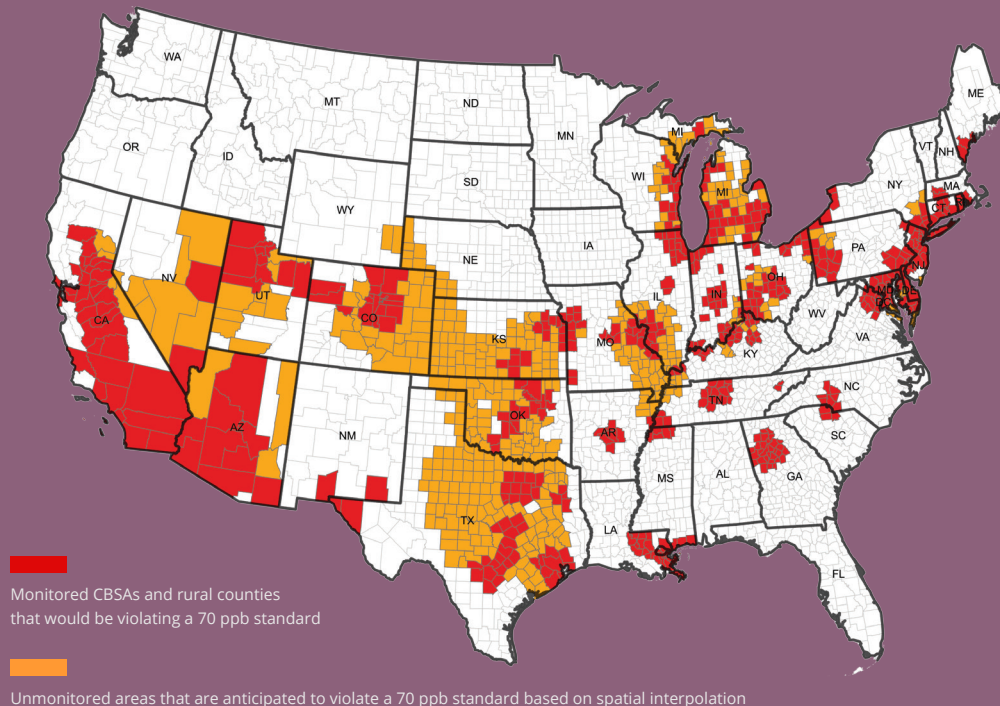 WA
MT
ND
MN
ME
OR
ID
SD
WI
MI
VT
NH
WY
MI
NY
MA
CT
RI
IA
NE
PA
NV
UT
IL
IN
OH
NJ
MD
DE
DC
CA
CO
KS
MO
WV
VA
KY
AZ
NM
OK
AR
TN
NC
SC
MS
AL
GA
TX
LA
FL
Monitored CBSAs and rural counties
that would be violating a 70 ppb standard
Unmonitored areas that are anticipated to violate a 70 ppb standard based on spatial interpolation